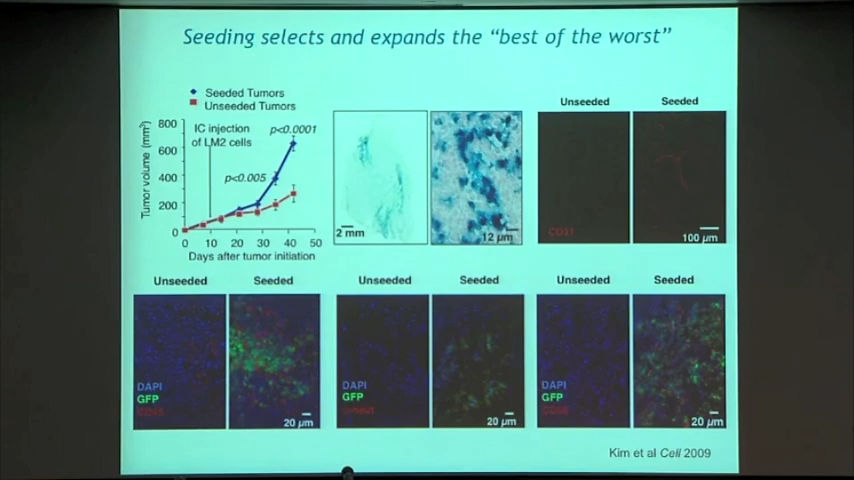 Seeding selects and expands the “best of the worst”
Seeded Tumors
Unseeded Tumors
Tumor volume (mm³)
800
600
400
200
0
IC injection
of LM2 cells
p<0.0001
p<0.005
0 10 20 30 40 50
Days after tumor initiation
2 mm
12 µm
Unseeded Seeded
CD31
100 µm
Unseeded Seeded
DAPI
GFP
20 µm
Unseeded Seeded
DAPI
GFP
20 µm
Unseeded Seeded
DAPI
GFP
20 µm
Kim et al Cell 2009